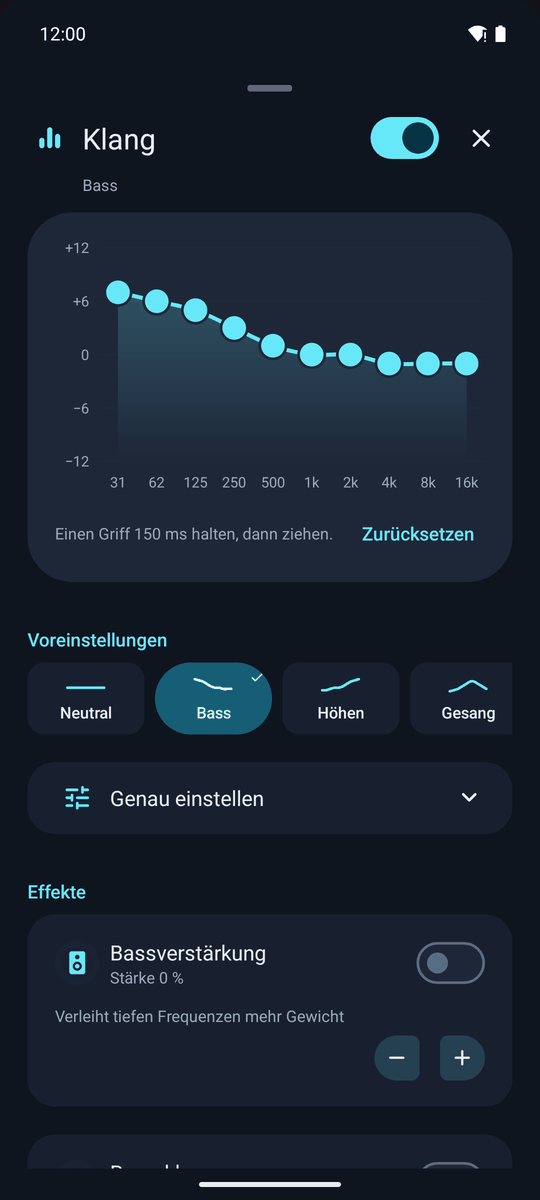 12:00
Klang
Bass
+12
+6
0
−6
−12
31 62 125 250 500 1k 2k 4k 8k 16k
Einen Griff 150 ms halten, dann ziehen. Zurücksetzen
Voreinstellungen
Neutral Bass Höhen Gesang
Genau einstellen
Effekte
Bassverstärkung
Stärke 0 %
Verleiht tiefen Frequenzen mehr Gewicht
− +